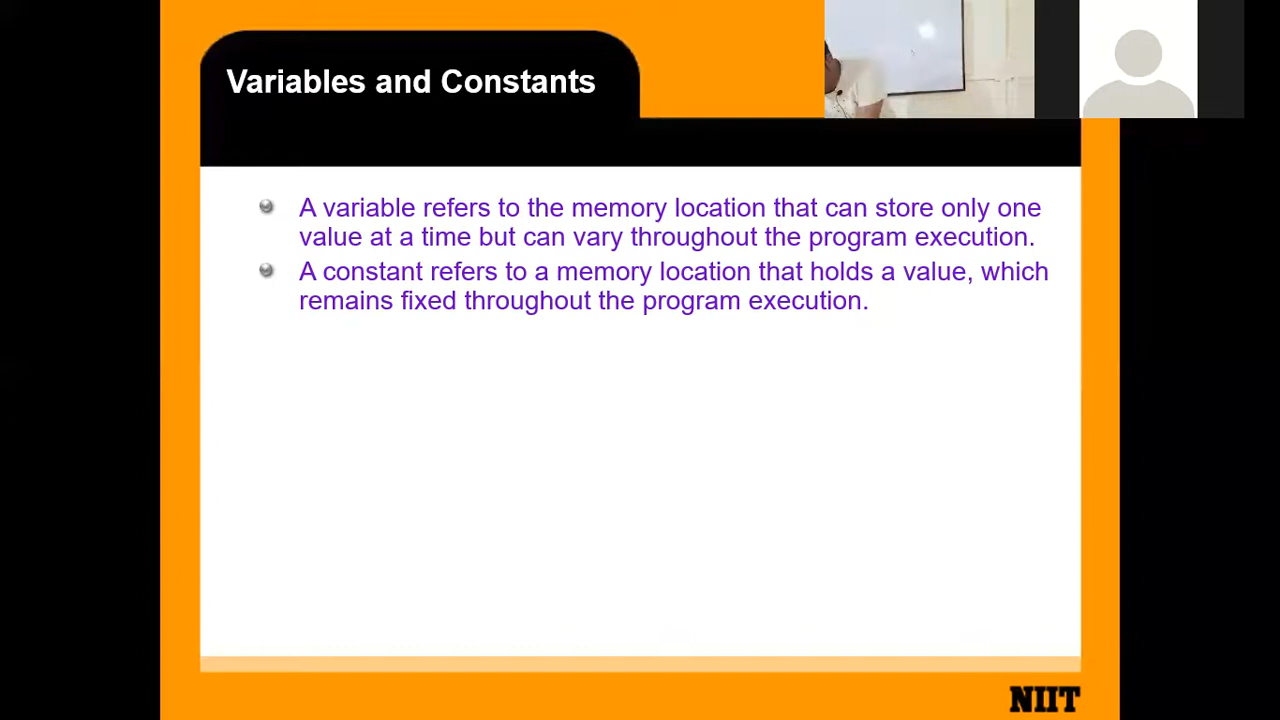 Variables and Constants
A variable refers to the memory location that can store only one
value at a time but can vary throughout the program execution.
A constant refers to a memory location that holds a value, which
remains fixed throughout the program execution.
NIIT